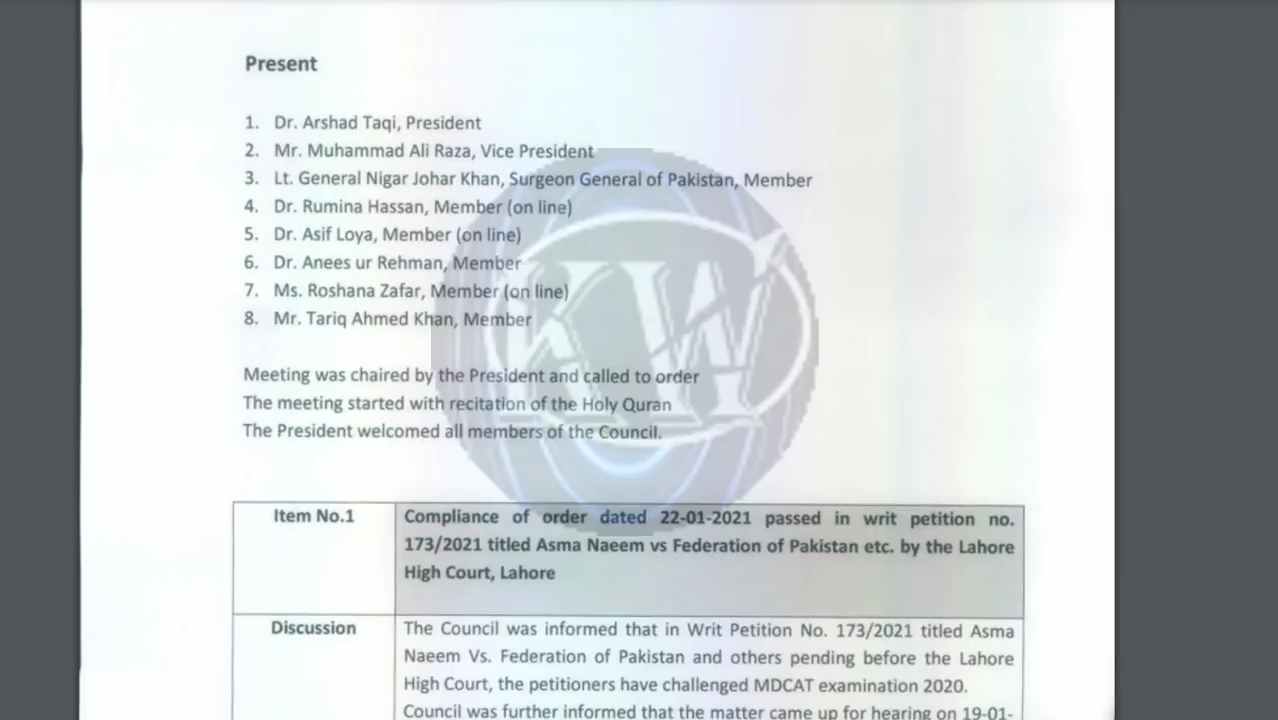 Present
1. Dr. Arshad Taqi, President
2. Mr. Muhammad Ali Raza, Vice President
3. Lt. General Nigar Johar Khan, Surgeon General of Pakistan, Member
4. Dr. Rumina Hassan, Member (on line)
5. Dr. Asif Loya, Member (on line)
6. Dr. Anees ur Rehman, Member
7. Ms. Roshana Zafar, Member (on line)
8. Mr. Tariq Ahmed Khan, Member
KW
Meeting was chaired by the President and called to order
The meeting started with recitation of the Holy Quran
The President welcomed all members of the Council.
Item No.1
Compliance of order dated 22-01-2021 passed in writ petition no.
173/2021 titled Asma Naeem vs Federation of Pakistan etc. by the Lahore
High Court, Lahore
Discussion
The Council was informed that in Writ Petition No. 173/2021 titled Asma
Naeem Vs. Federation of Pakistan and others pending before the Lahore
High Court, the petitioners have challenged MDCAT examination 2020.
Council was further informed that the matter came up for hearing on 19-01-